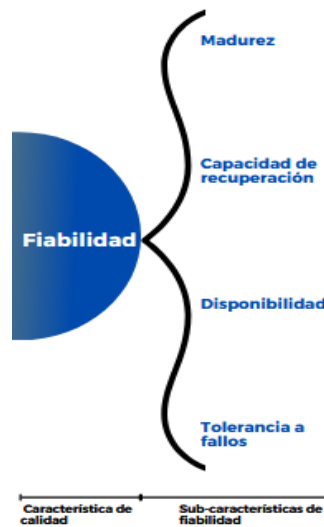 Madurez
Capacidad de
recuperación
Fiabilidad
Disponibilidad
Tolerancia a
fallos
Característica de
calidad
Sub-características de
fiabilidad